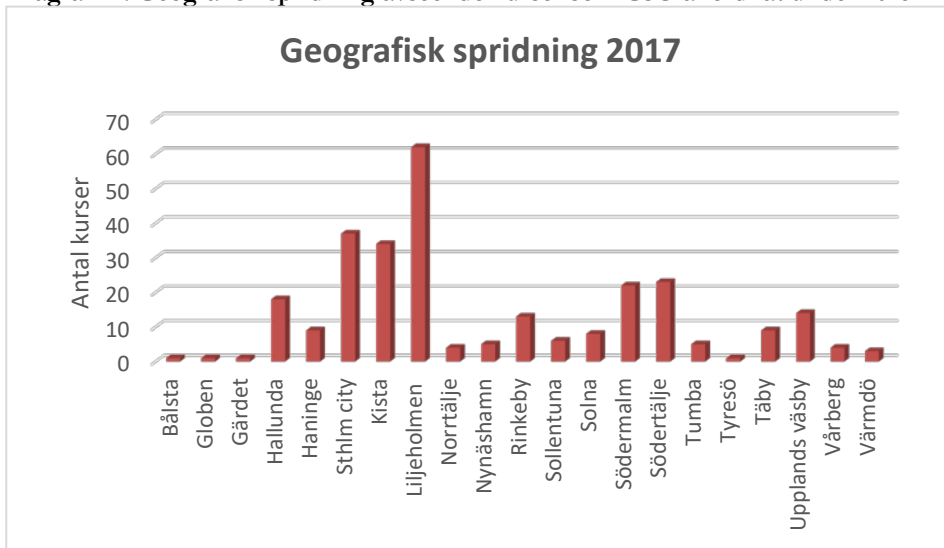 Geografisk spridning 2017
Antal kurser
70
60
50
40
30
20
10
0
Bålsta
Globen
Gärdet
Hallunda
Haninge
Sthlm city
Kista
Liljeholmen
Norrtälje
Nynäshamn
Rinkeby
Sollentuna
Solna
Södermalm
Södertälje
Tumba
Tyresö
Täby
Upplands väsby
Vårberg
Värmdö